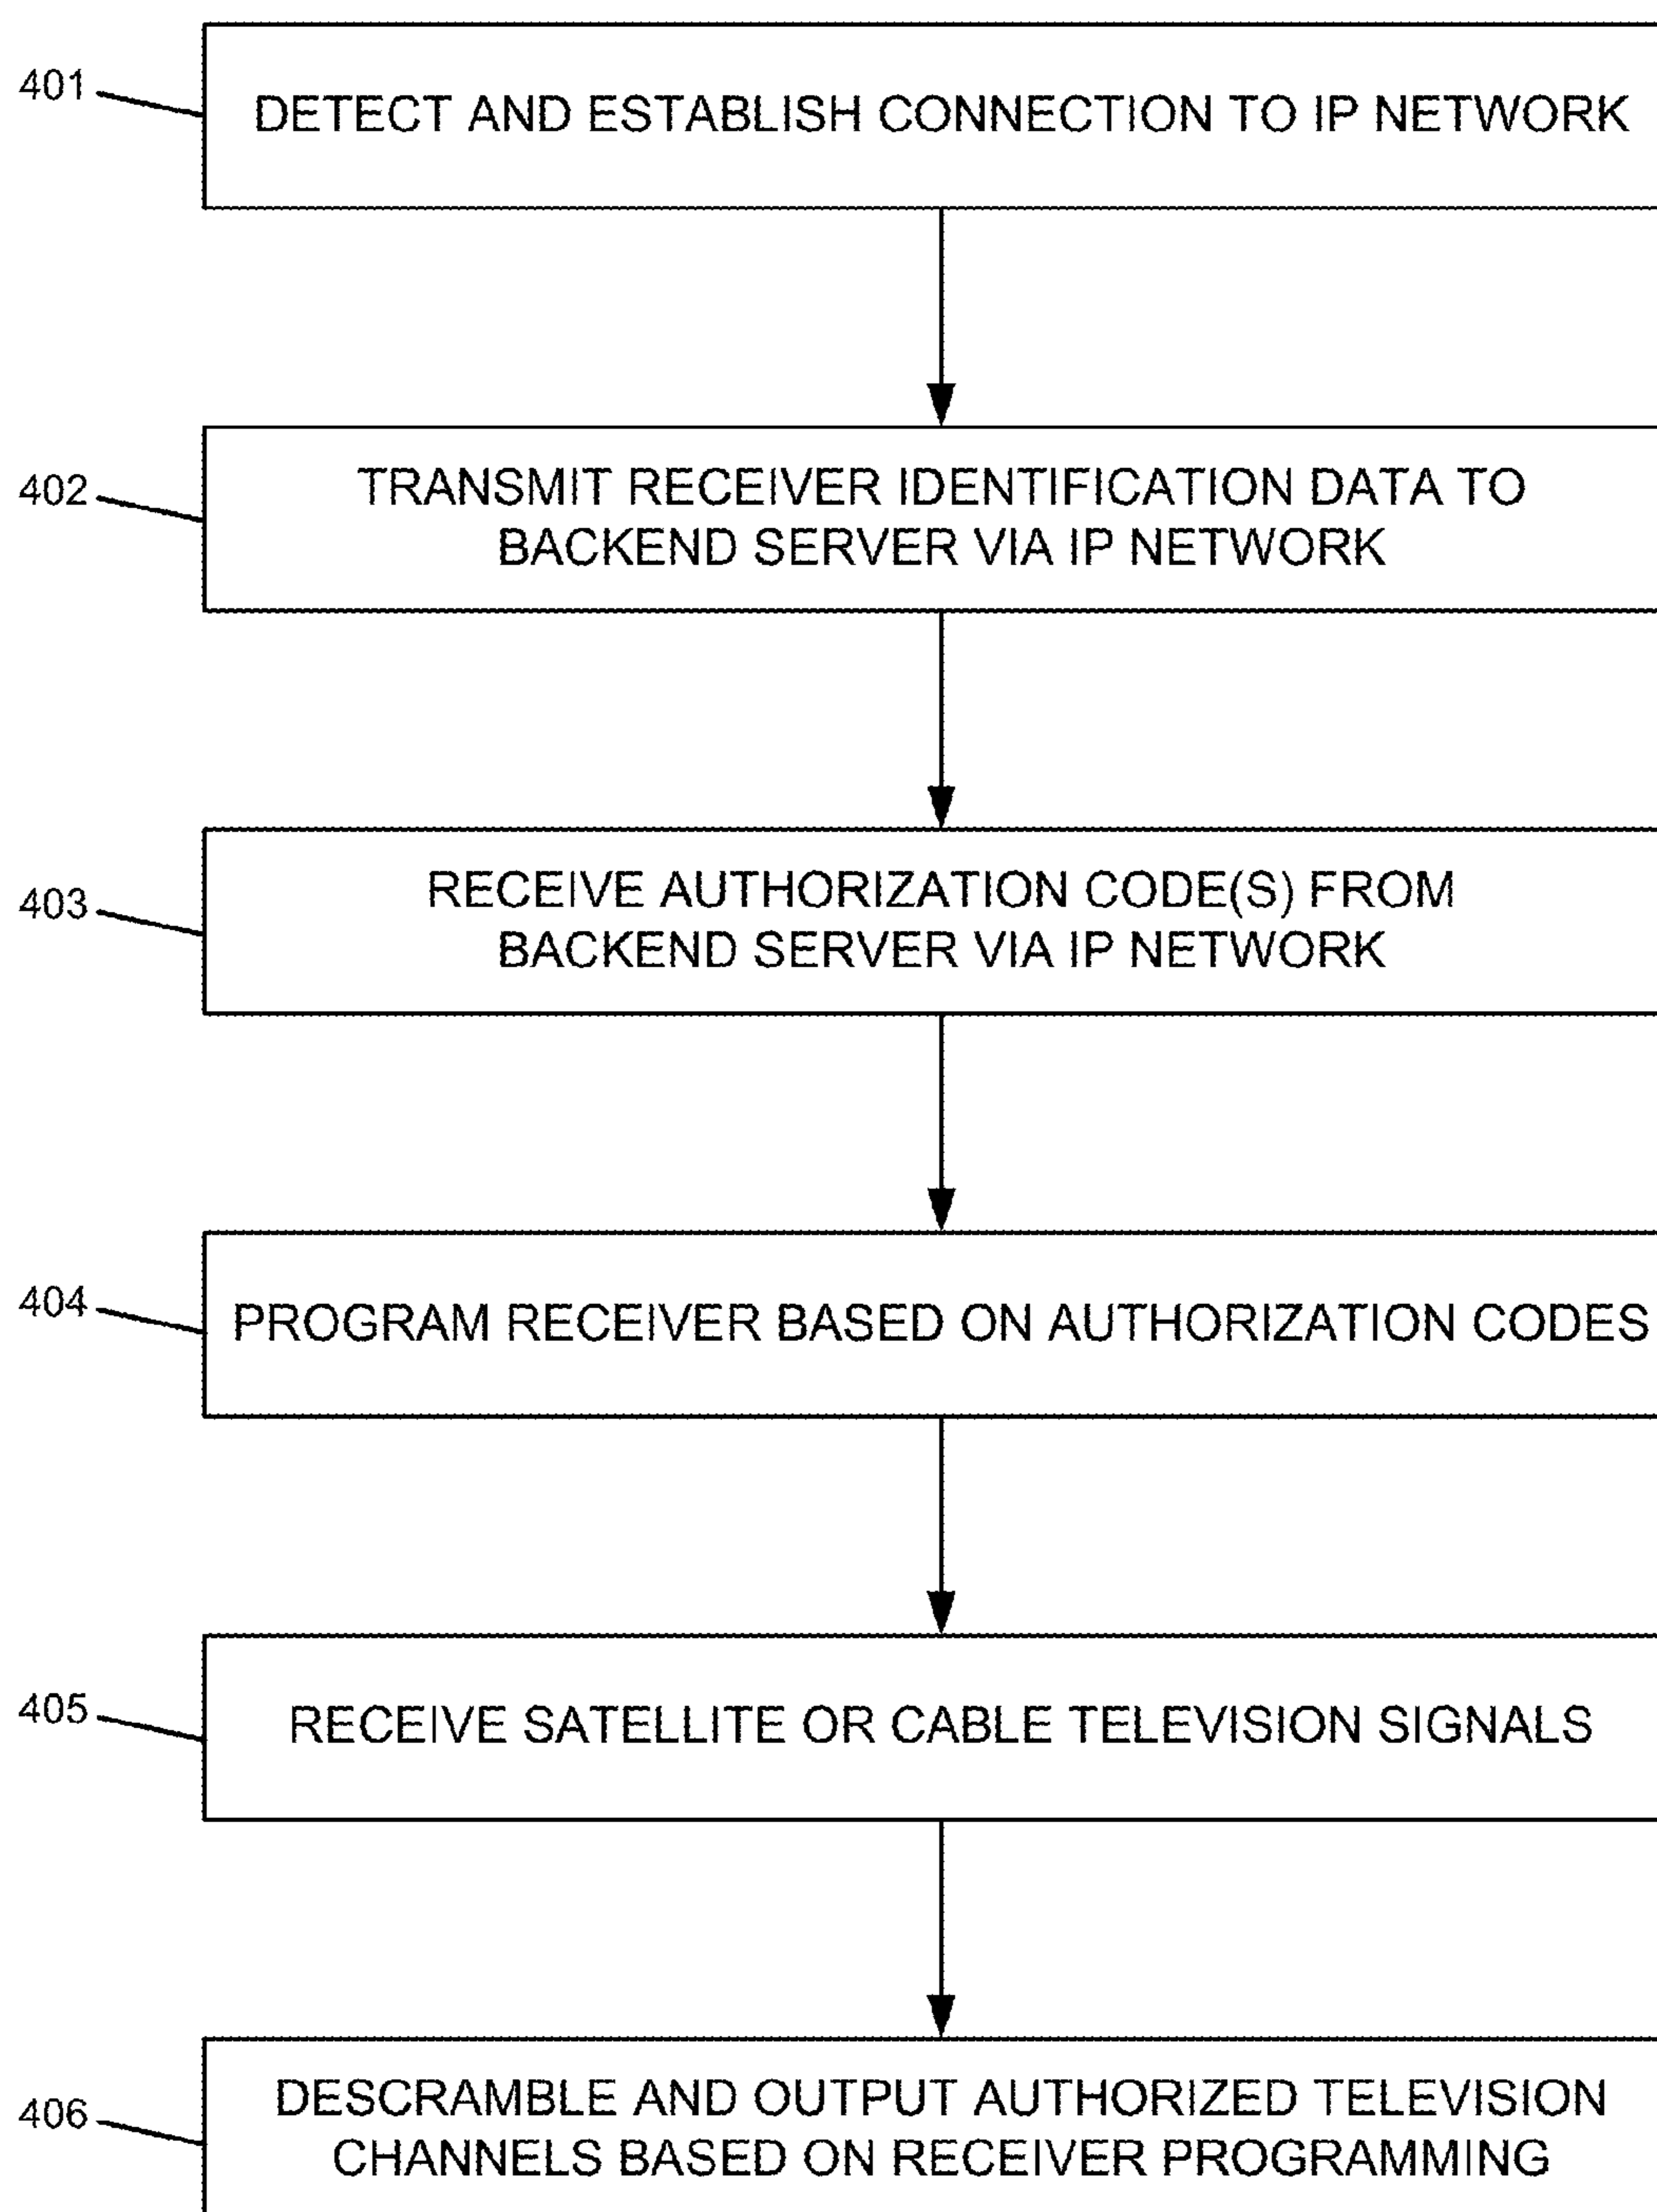 401
DETECT AND ESTABLISH CONNECTION TO IP NETWORK
402
TRANSMIT RECEIVER IDENTIFICATION DATA TO
BACKEND SERVER VIA IP NETWORK
403
RECEIVE AUTHORIZATION CODE(S) FROM
BACKEND SERVER VIA IP NETWORK
404
PROGRAM RECEIVER BASED ON AUTHORIZATION CODES
405
RECEIVE SATELLITE OR CABLE TELEVISION SIGNALS
406
DESCRAMBLE AND OUTPUT AUTHORIZED TELEVISION
CHANNELS BASED ON RECEIVER PROGRAMMING